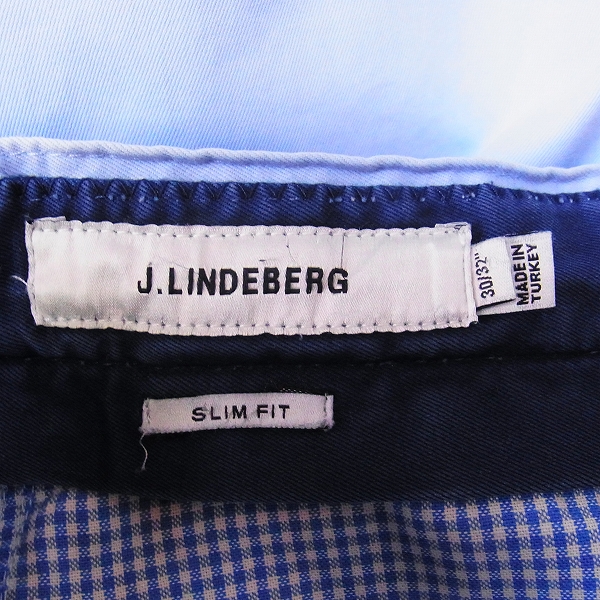 J.LINDEBERG
30/32"
MADE IN
TURKEY
SLIM FIT